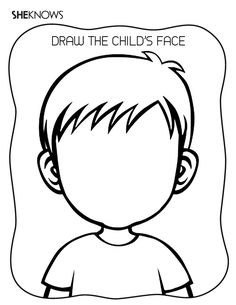 SHEKNOWS
DRAW THE CHILD'S FACE